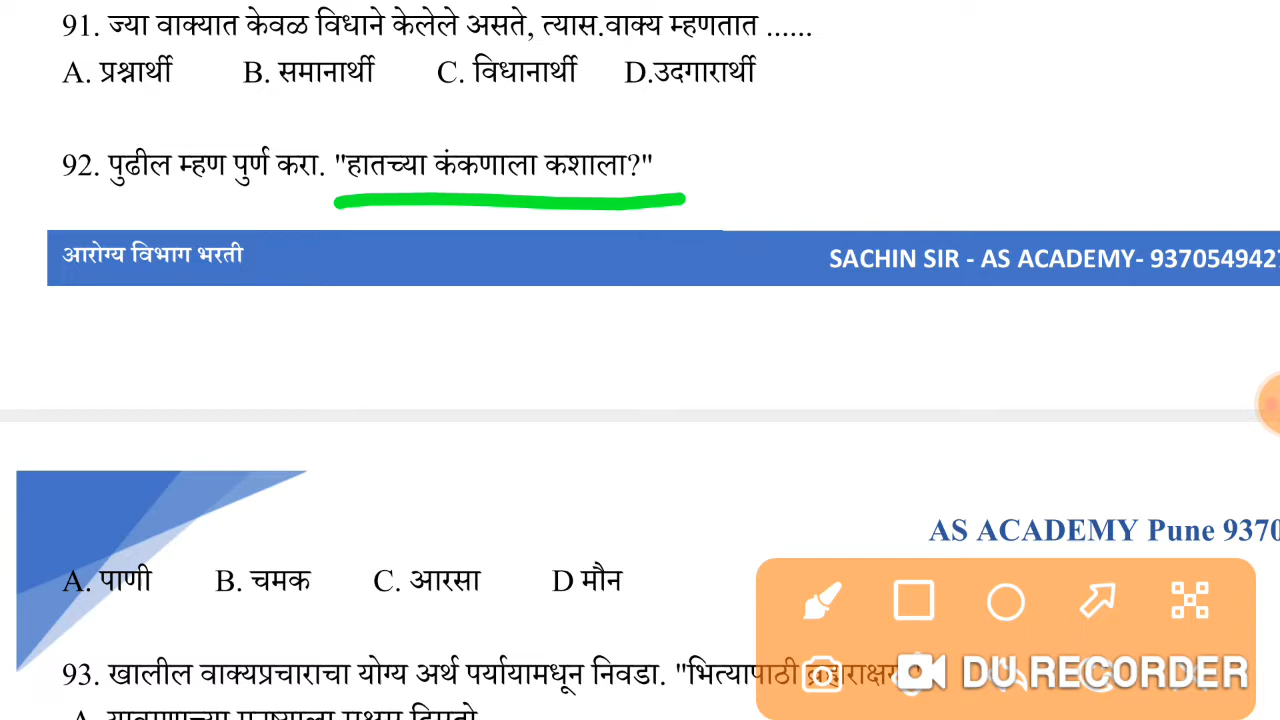 91. ज्या वाक्यात केवळ विधाने केलेले असते, त्यास.वाक्य म्हणतात ......
A. प्रश्नार्थी B. समानार्थी C. विधानार्थी D.उदगारार्थी
92. पुढील म्हण पुर्ण करा. "हातच्या कंकणाला कशाला?"
आरोग्य विभाग भरती SACHIN SIR - AS ACADEMY- 9370549427
AS ACADEMY Pune 9370
A. पाणी B. चमक C. आरसा D मौन
93. खालील वाक्यप्रचाराचा योग्य अर्थ पर्यायामधून निवडा. "भित्यापाठी
DU RECORDER